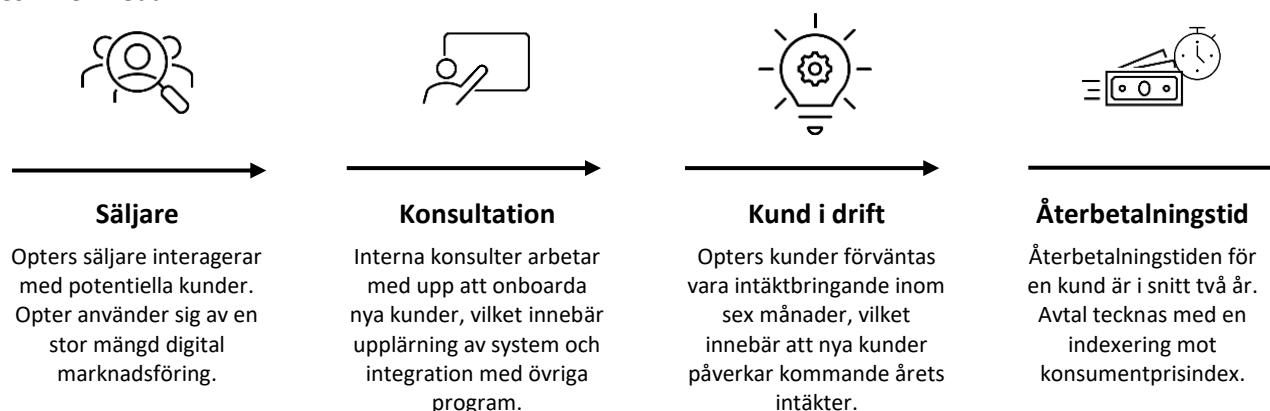 Säljare
Opters säljare interagerar
med potentiella kunder.
Opter använder sig av en
stor mängd digital
marknadsföring.
Konsultation
Interna konsulter arbetar
med upp att onboarda
nya kunder, vilket innebär
upplärning av system och
integration med övriga
program.
Kund i drift
Opters kunder förväntas
vara intäktbringande inom
sex månader, vilket
innebär att nya kunder
påverkar kommande årets
intäkter.
Återbetalningstid
Återbetalningstiden för
en kund är i snitt två år.
Avtal tecknas med en
indexering mot
konsumentprisindex.